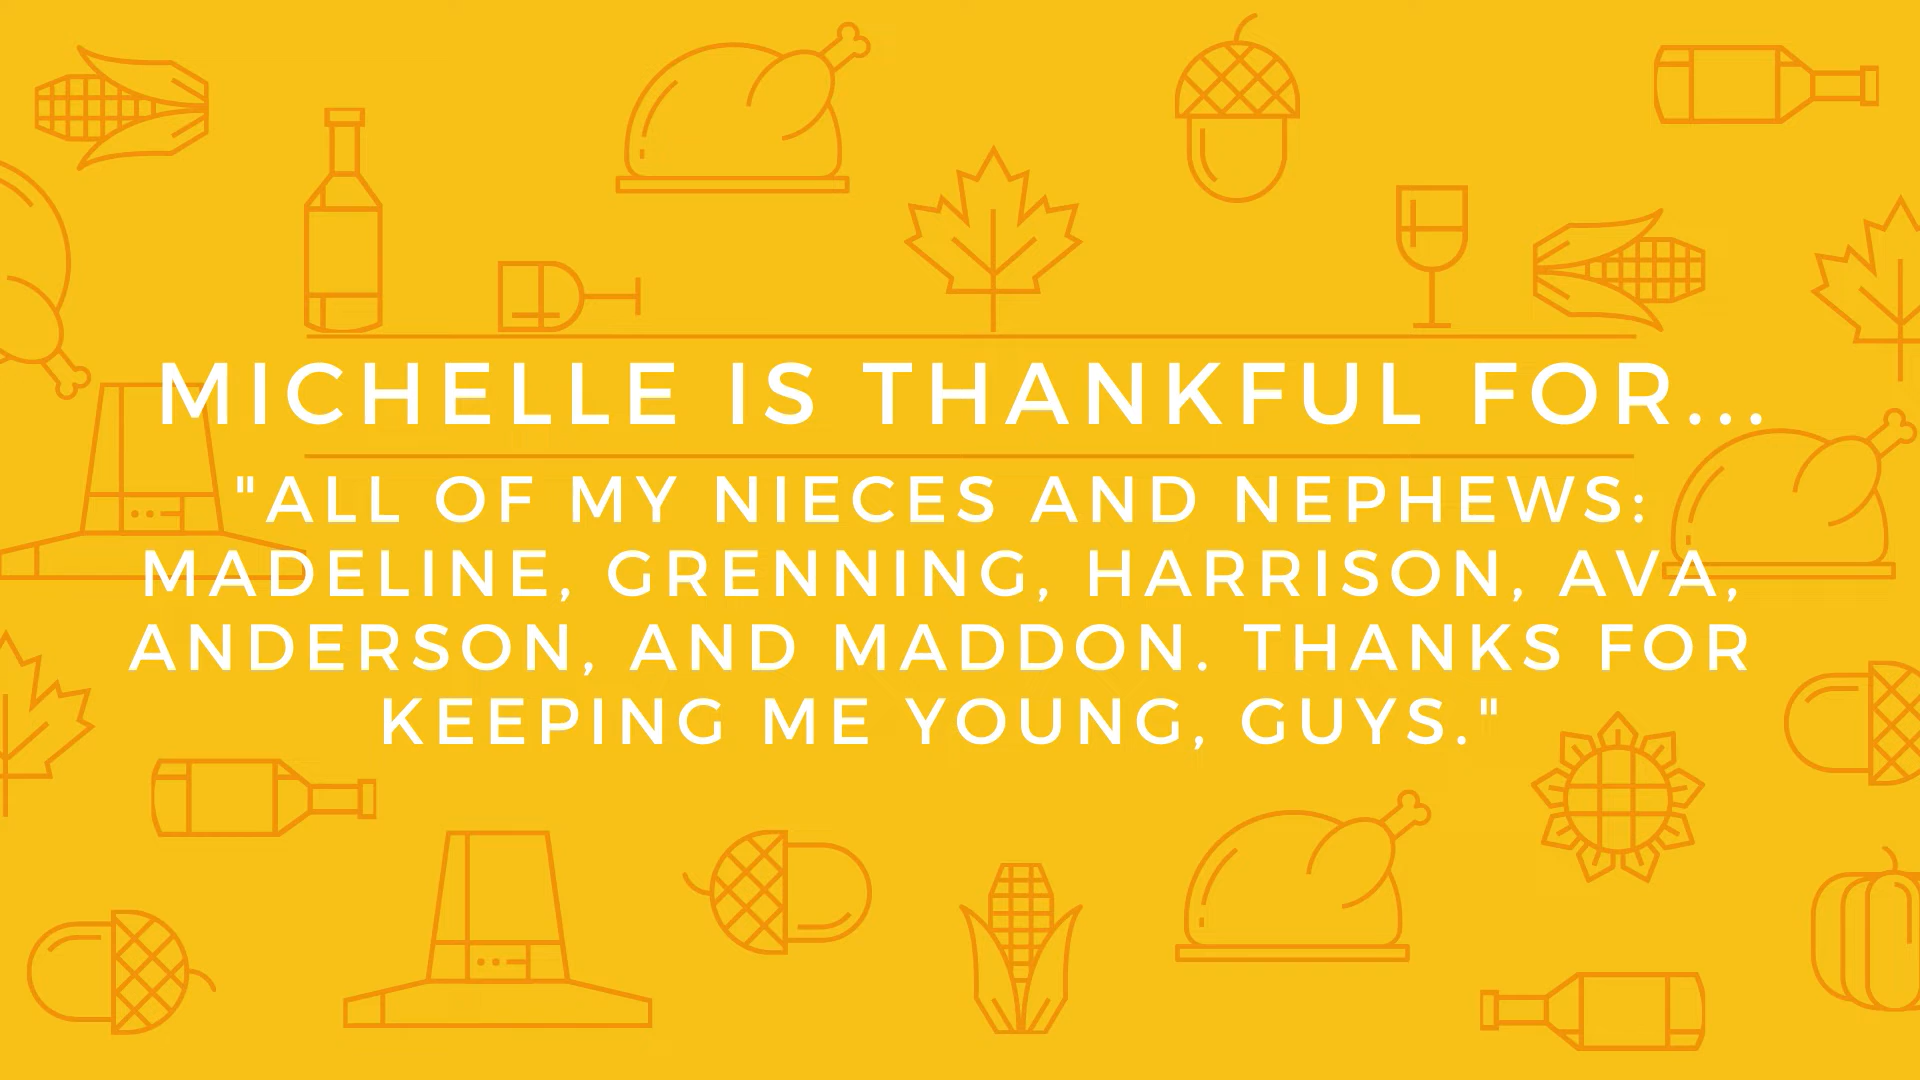 MICHELLE IS THANKFUL FOR...
"ALL OF MY NIECES AND NEPHEWS:
MADELINE, GRENNING, HARRISON, AVA,
ANDERSON, AND MADDON. THANKS FOR
KEEPING ME YOUNG, GUYS."